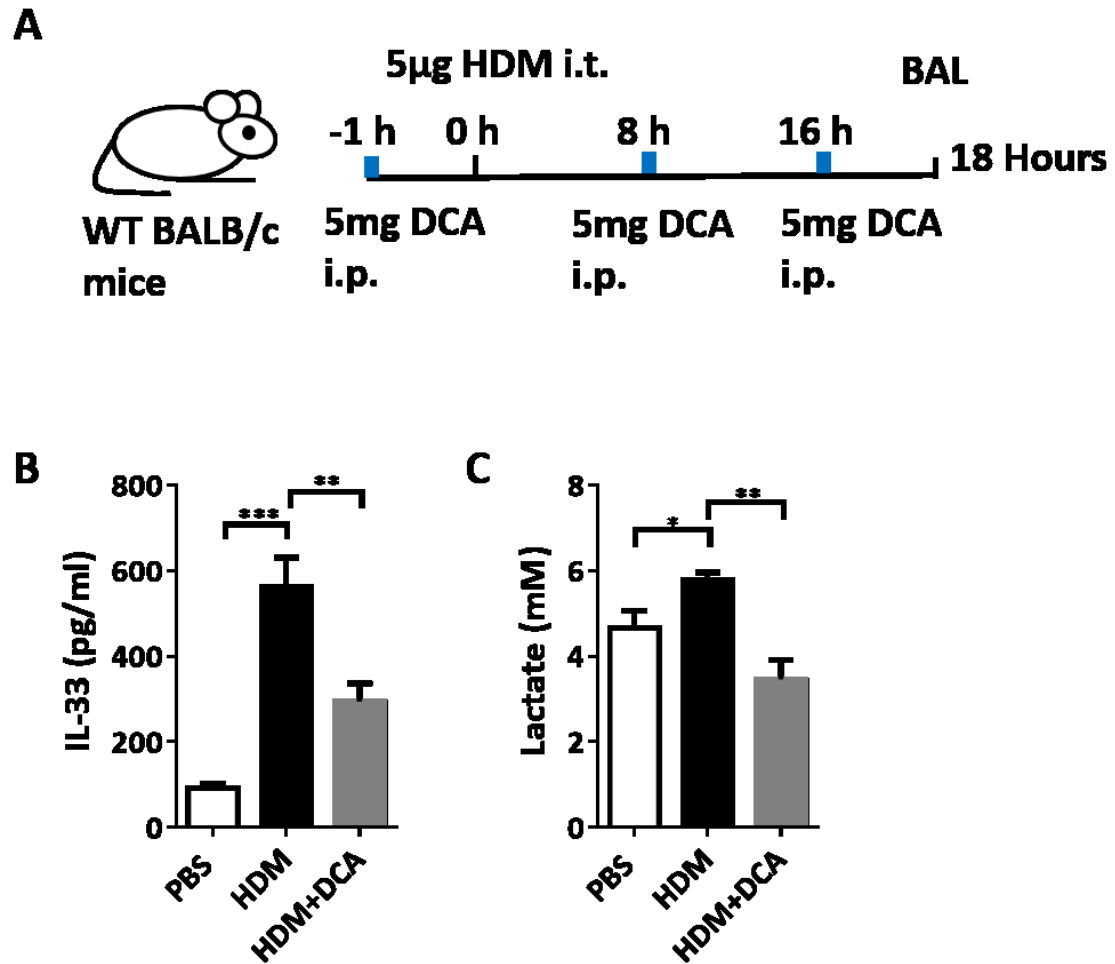 A
5µg HDM i.t.
BAL
-1 h 0 h 8 h 16 h
18 Hours
WT BALB/c
mice
5mg DCA
i.p.
5mg DCA
i.p.
5mg DCA
i.p.
B
IL-33 (pg/ml)
800
600
400
200
0
***
**
PBS
HDM
HDM+DCA
C
Lactate (mM)
8
6
4
2
0
*
**
PBS
HDM
HDM+DCA